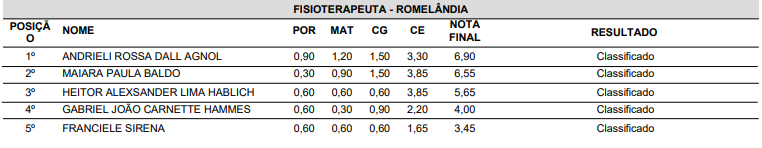 FISIOTERAPEUTA - ROMELÂNDIA
POSIÇÃO NOME POR MAT CG CE NOTA FINAL RESULTADO
1º ANDRIELI ROSSA DALL AGNOL 0,90 1,20 1,50 3,30 6,90 Classificado
2º MAIARA PAULA BALDO 0,30 0,90 1,50 3,85 6,55 Classificado
3º HEITOR ALEXSANDER LIMA HABLICH 0,60 0,60 0,60 3,85 5,65 Classificado
4º GABRIEL JOÃO CARNETTE HAMMES 0,60 0,30 0,90 2,20 4,00 Classificado
5º FRANCIELE SIRENA 0,60 0,60 0,60 1,65 3,45 Classificado